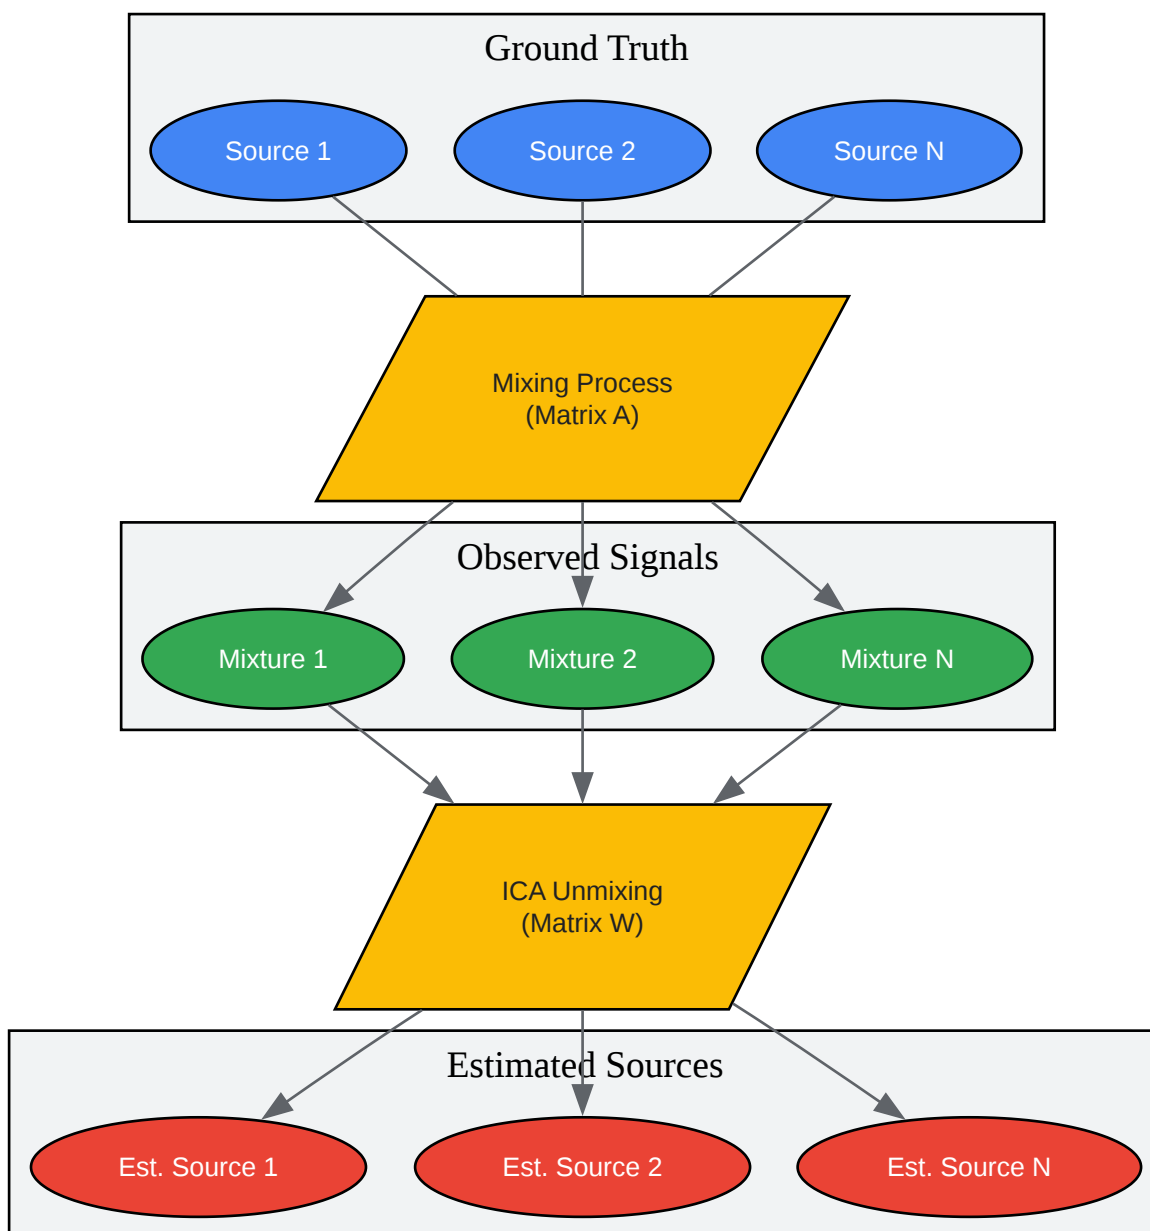 Ground Truth
Source 1
Source 2
Source N
Mixing Process
(Matrix A)
Observed Signals
Mixture 1
Mixture 2
Mixture N
ICA Unmixing
(Matrix W)
Estimated Sources
Est. Source 1
Est. Source 2
Est. Source N